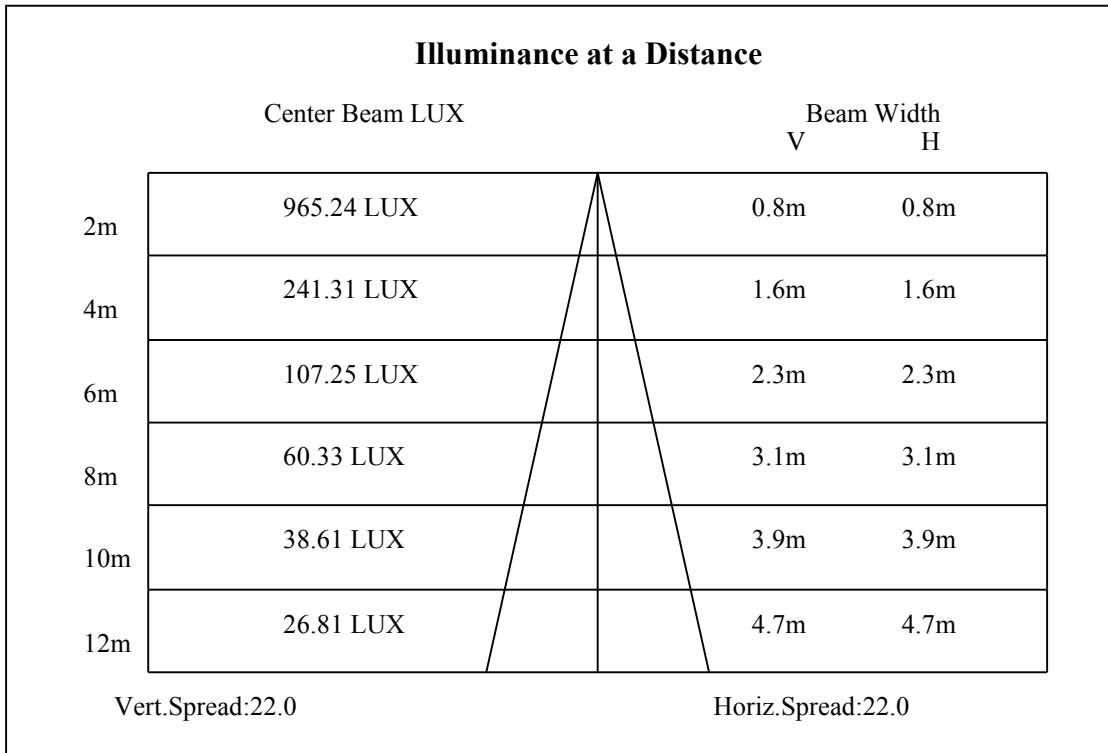 Illuminance at a Distance
Center Beam LUX Beam Width
V H
2m 965.24 LUX 0.8m 0.8m
4m 241.31 LUX 1.6m 1.6m
6m 107.25 LUX 2.3m 2.3m
8m 60.33 LUX 3.1m 3.1m
10m 38.61 LUX 3.9m 3.9m
12m 26.81 LUX 4.7m 4.7m
Vert.Spread:22.0 Horiz.Spread:22.0